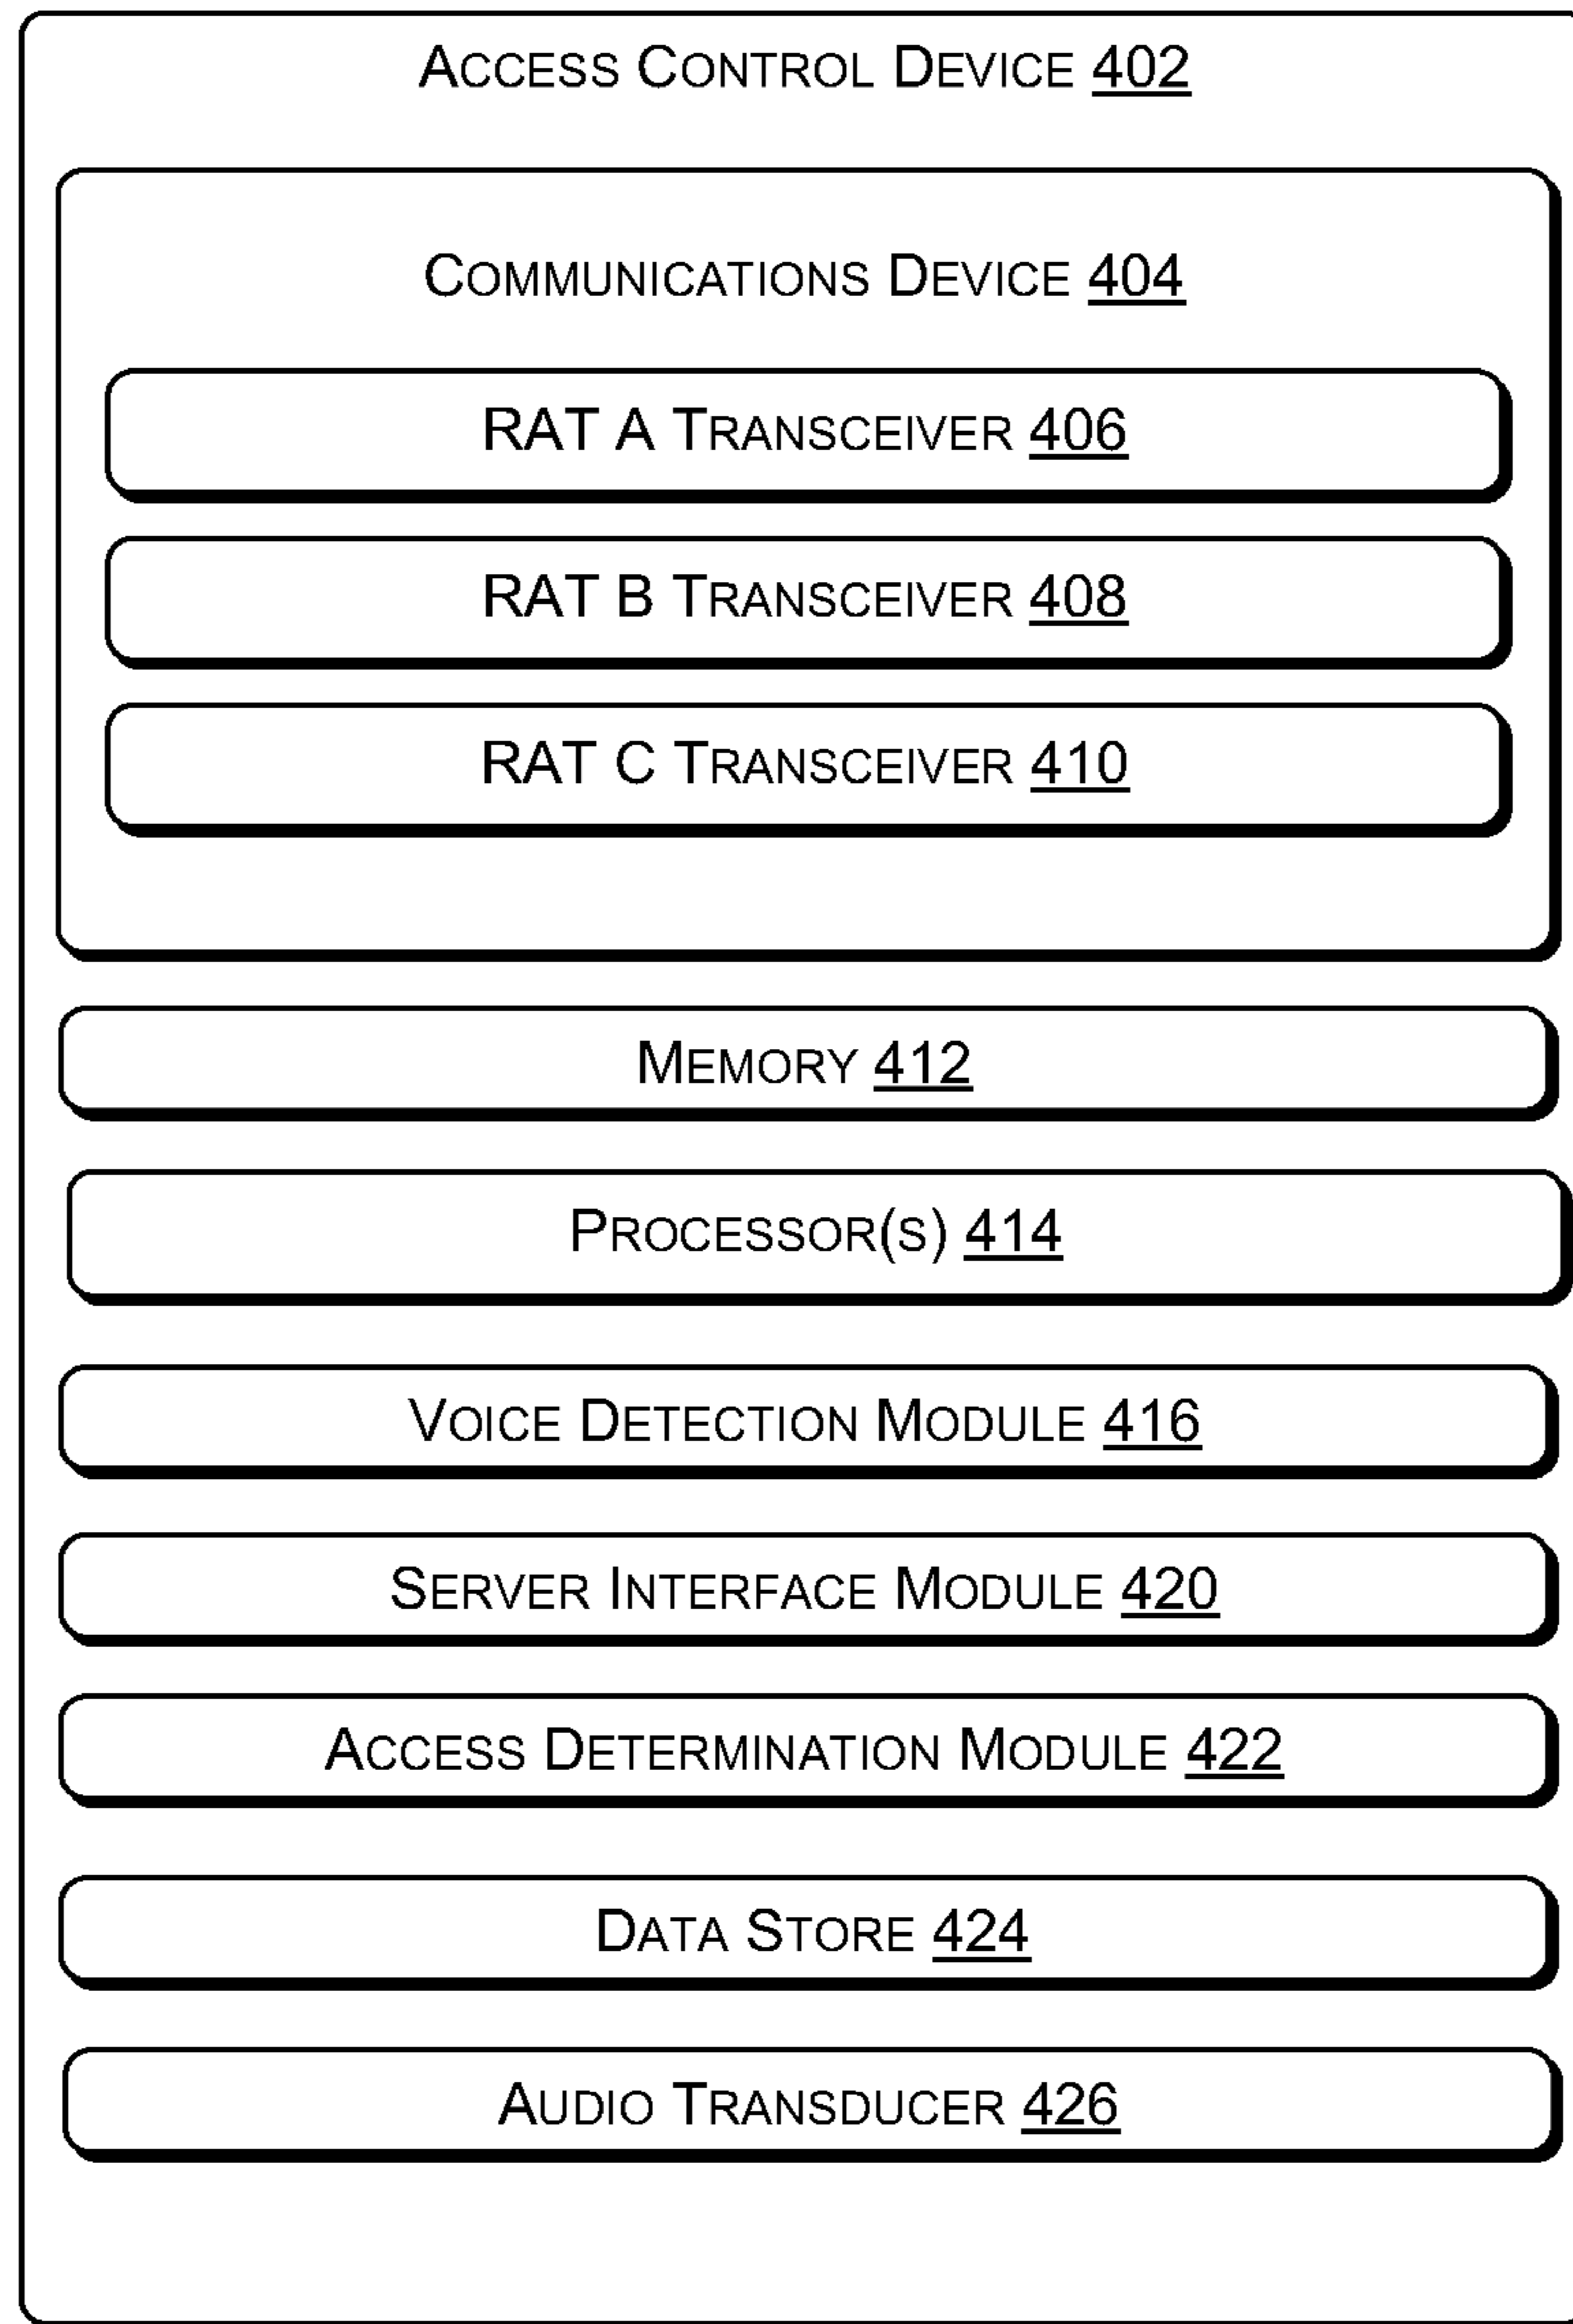 Access Control Device 402
Communications Device 404
RAT A Transceiver 406
RAT B Transceiver 408
RAT C Transceiver 410
Memory 412
Processor(s) 414
Voice Detection Module 416
Server Interface Module 420
Access Determination Module 422
Data Store 424
Audio Transducer 426